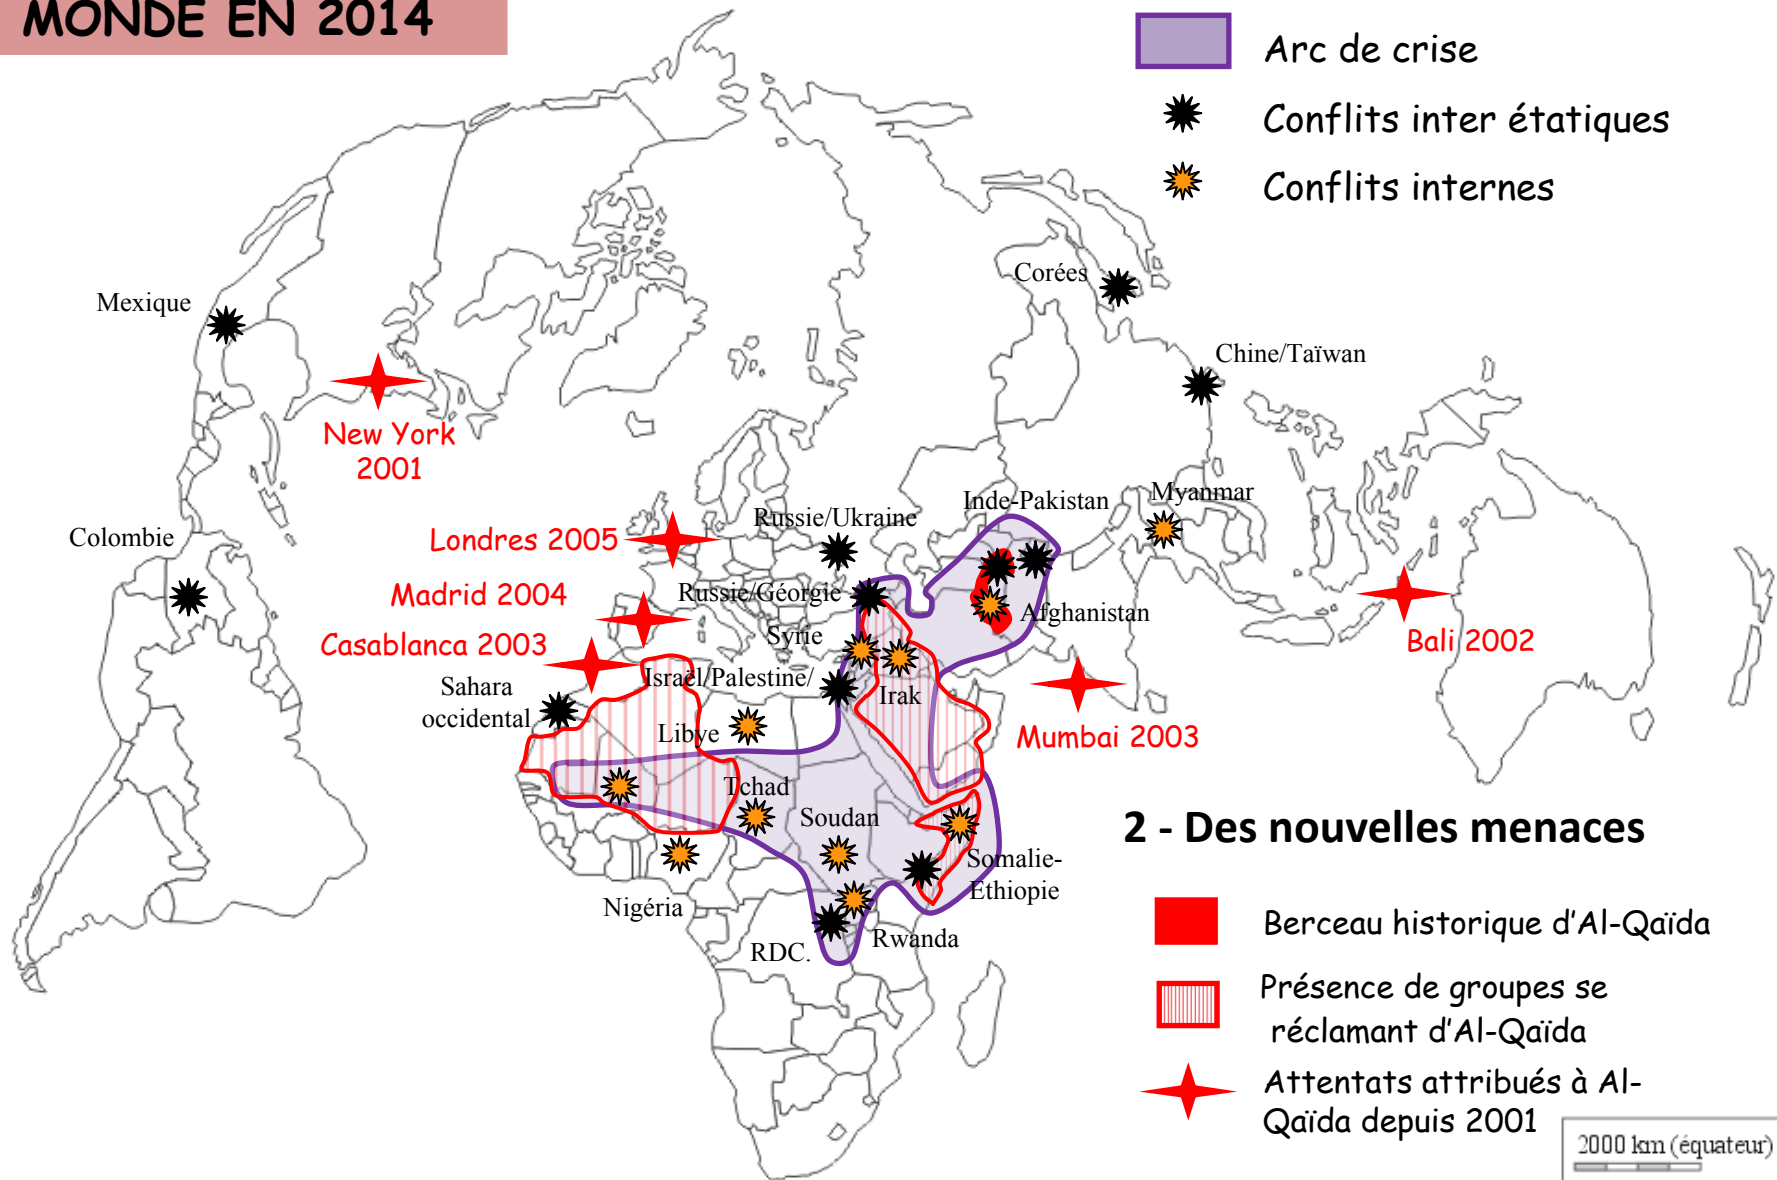 MONDE EN 2014
Arc de crise
Conflits inter étatiques
Conflits internes
Corées
Mexique
Chine/Taïwan
New York
2001
Inde-Pakistan
Myanmar
Russie/Ukraine
Colombie
Londres 2005
Madrid 2004
Russie/Géorgie
Afghanistan
Casablanca 2003
Syrie
Bali 2002
Israël/Palestine/
Sahara
occidental
Irak
Libye
Mumbai 2003
Tchad
Soudan
2 - Des nouvelles menaces
Somalie-
Ethiopie
Nigéria
Rwanda
RDC.
Berceau historique d’Al-Qaïda
Présence de groupes se
réclamant d’Al-Qaïda
Attentats attribués à Al-
Qaïda depuis 2001
2000 km (équateur)